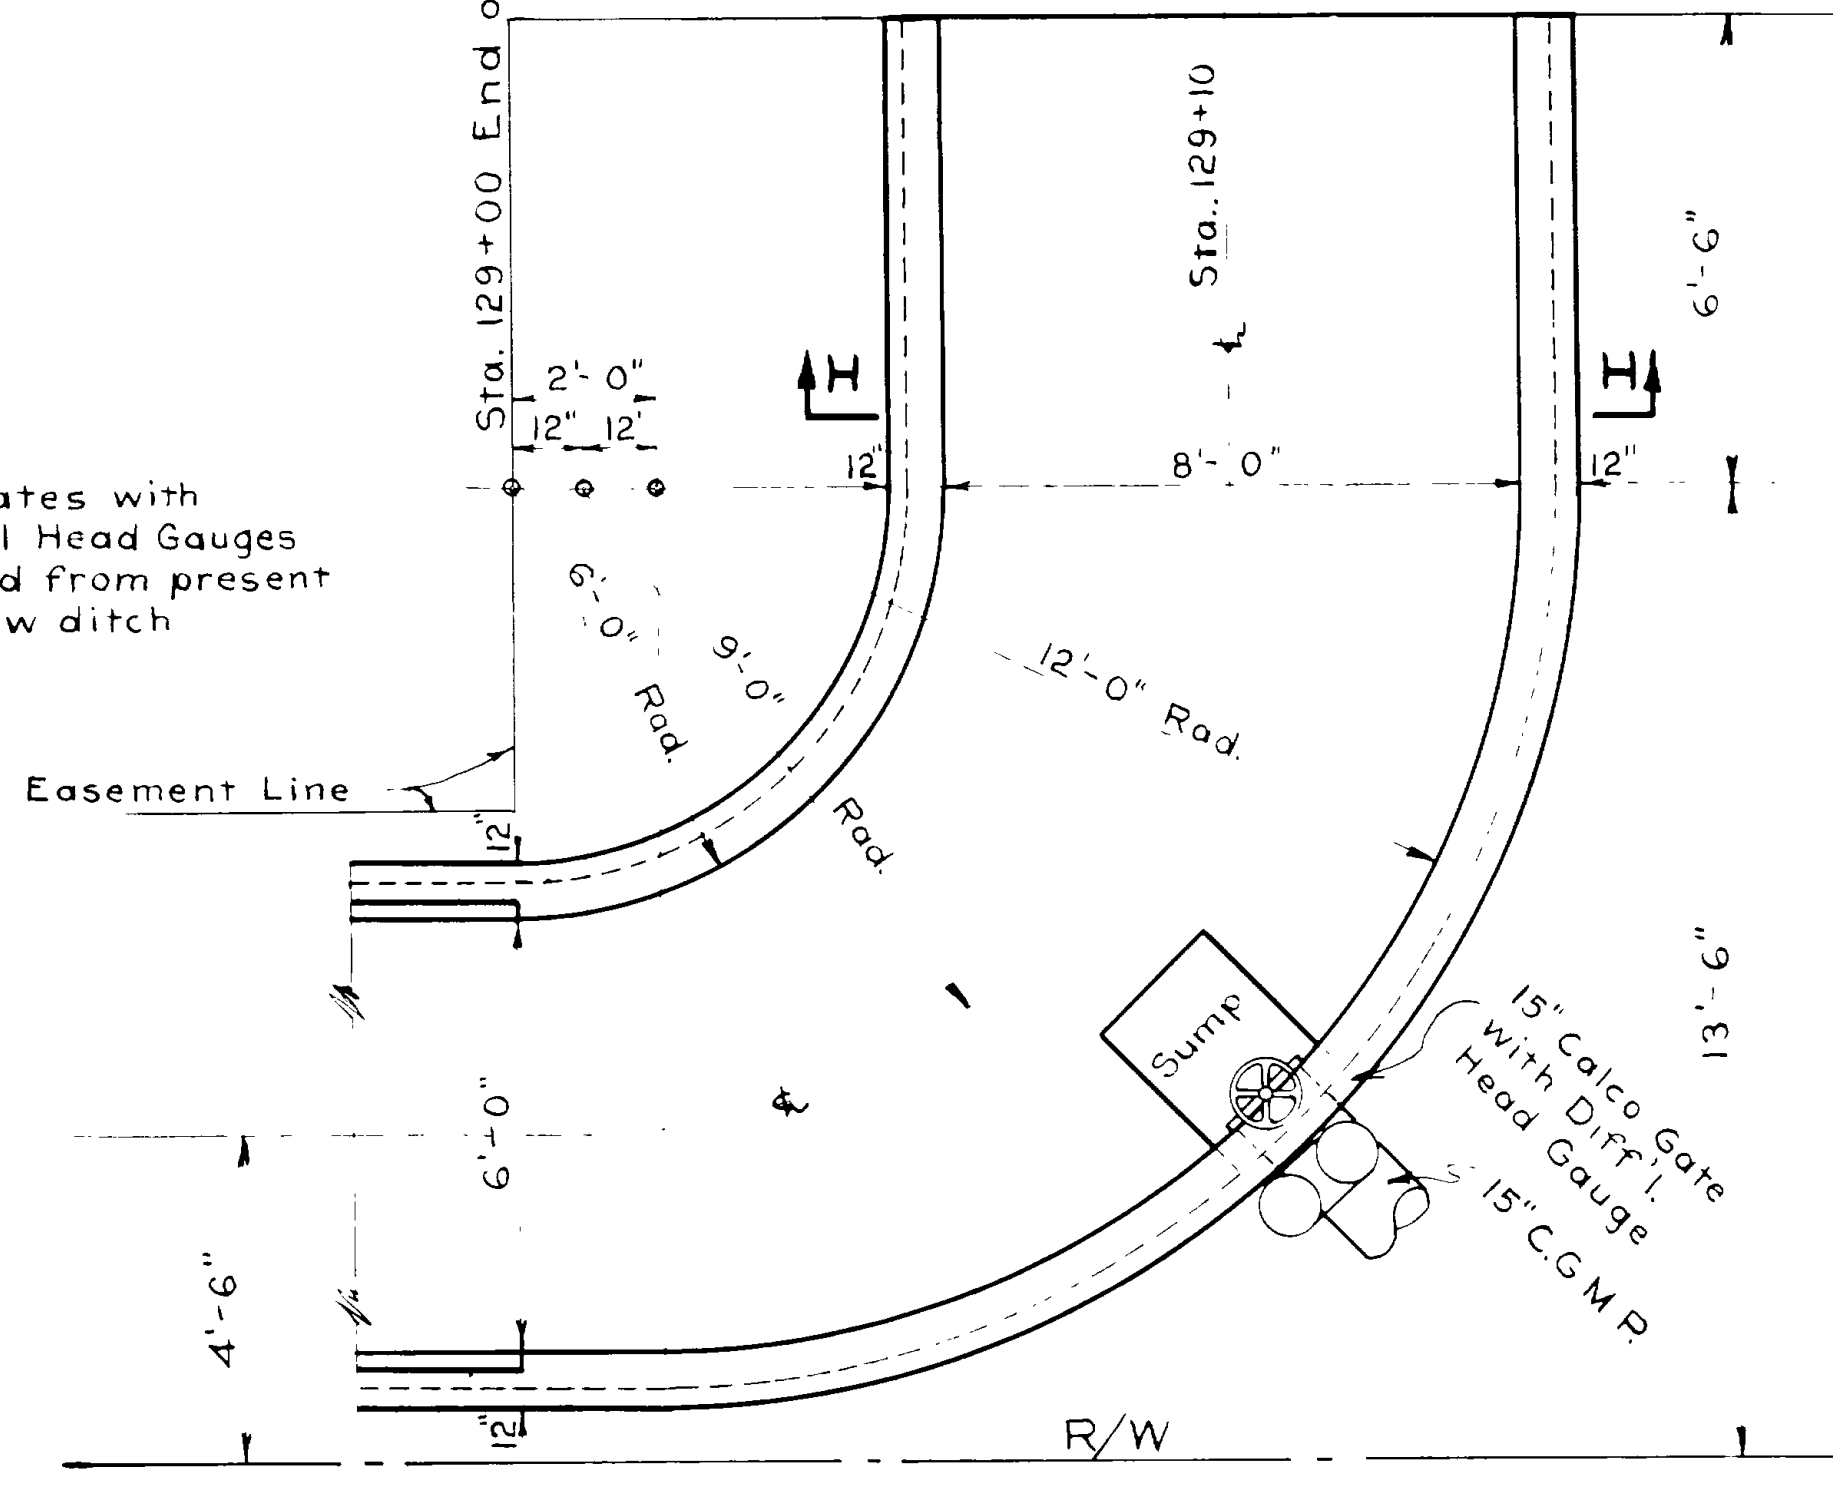 Sta. 129+00 End o
Sta..129+10
6'-6"
2'-0"
12" 12'
H
H
12"
8'-0"
12"
ates with
l Head Gauges
d from present
w ditch
6'-0" Rad.
9'-0" Rad.
12'-0" Rad.
Easement Line
12"
Sump
15" Calco Gate
with Diff'l.
Head Gauge
15" C.G M P.
13'-6"
6'-0"
℄
4'-6"
12"
R/W